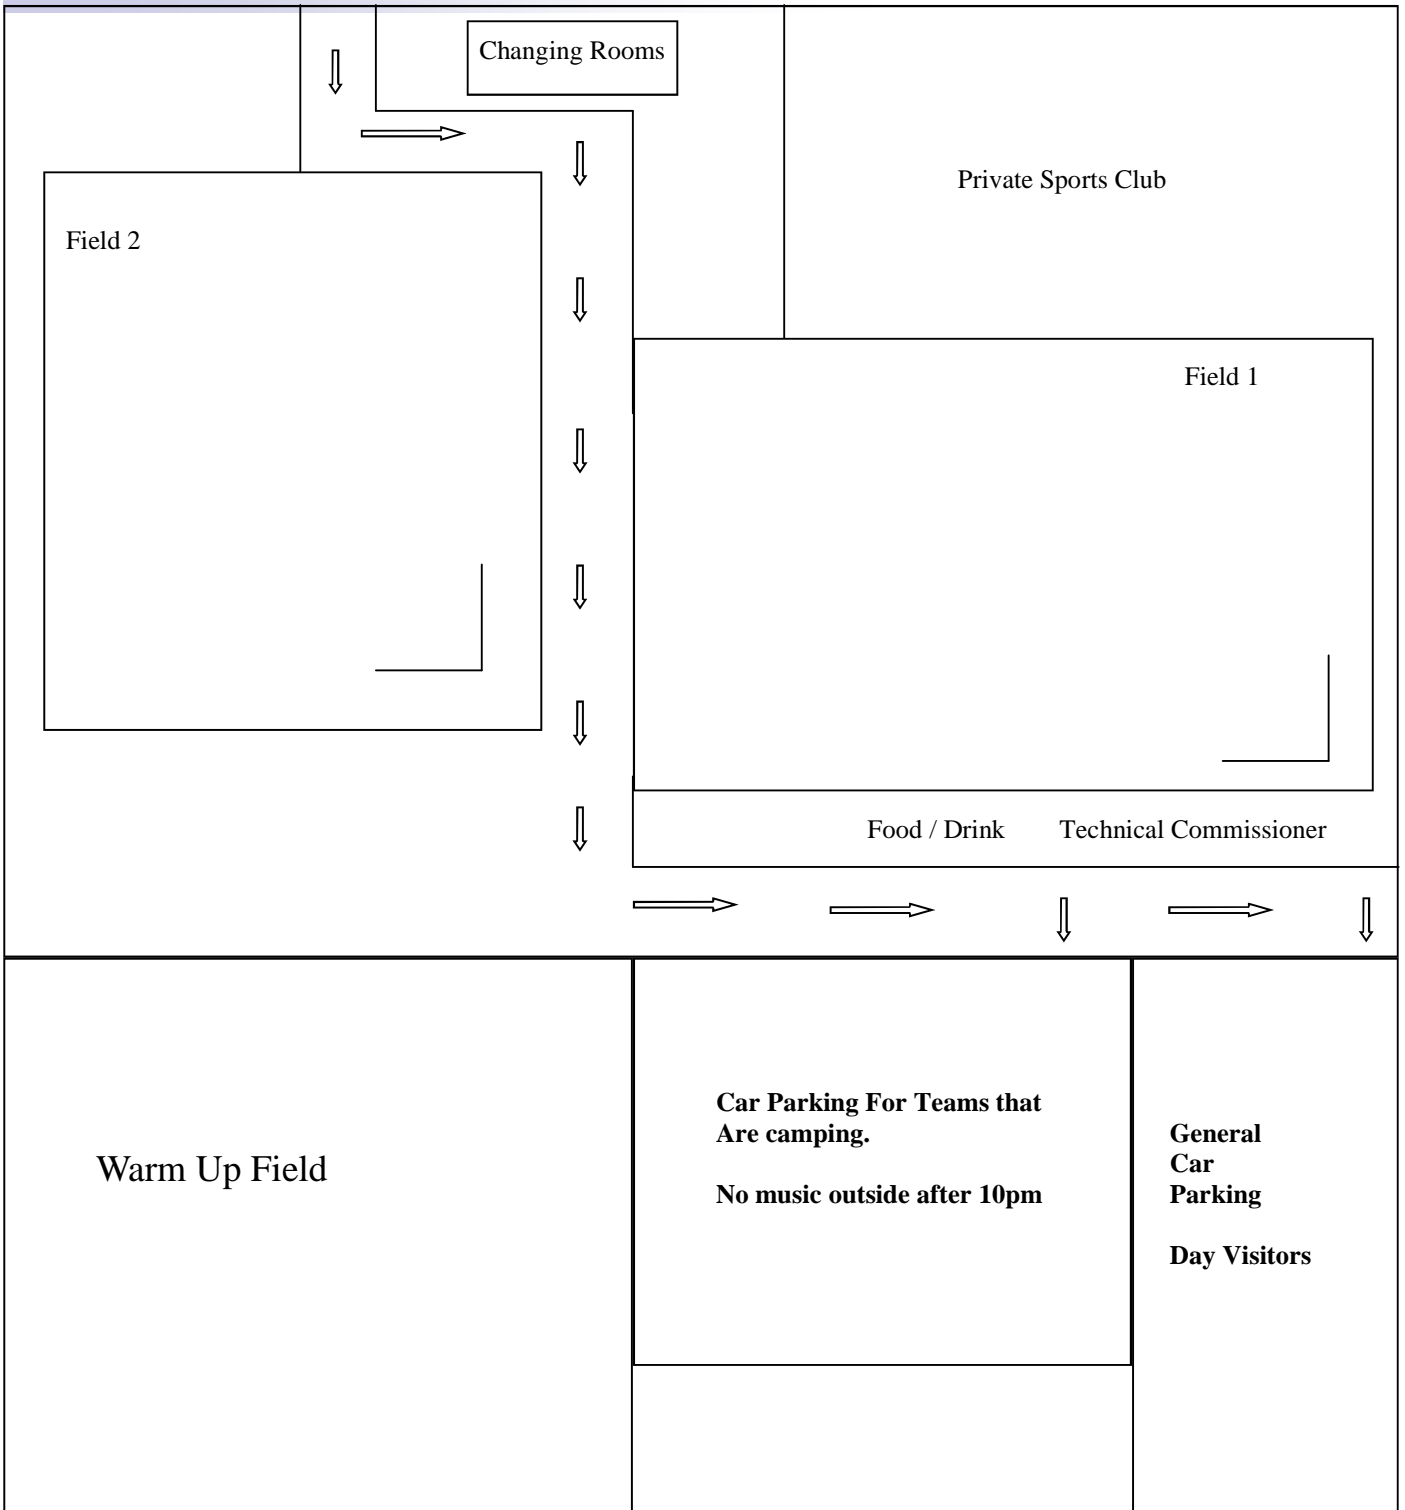 Changing Rooms
Private Sports Club
Field 2
Field 1
Food / Drink
Technical Commissioner
Car Parking For Teams that
Are camping.
No music outside after 10pm
Warm Up Field
General
Car
Parking
Day Visitors